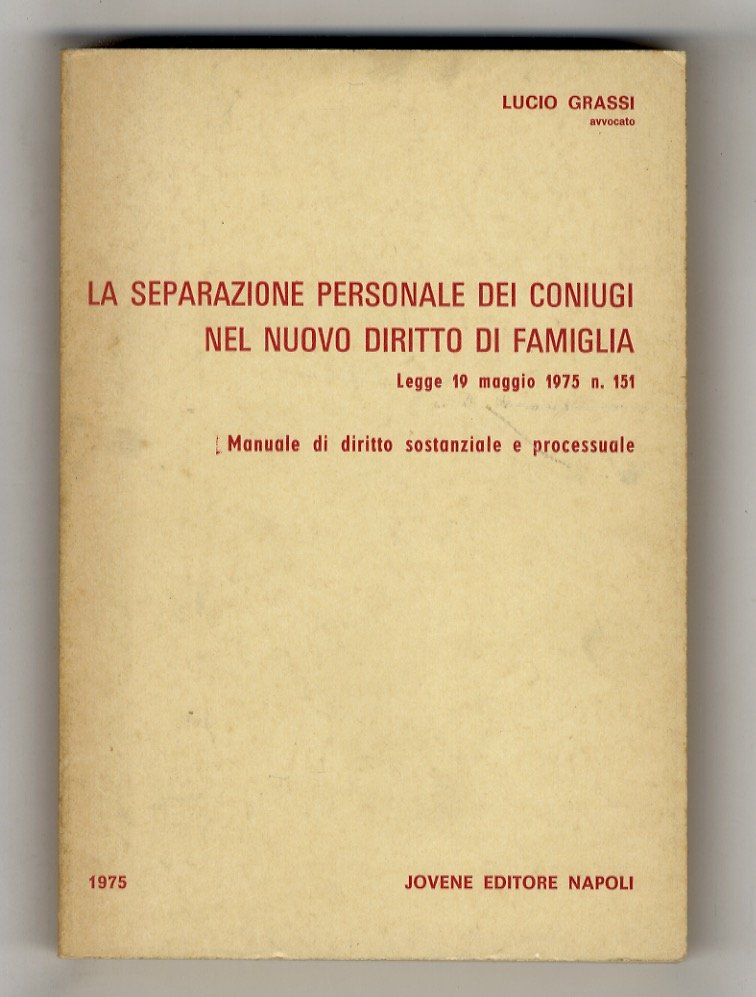 LUCIO GRASSI
avvocato
LA SEPARAZIONE PERSONALE DEI CONIUGI
NEL NUOVO DIRITTO DI FAMIGLIA
Legge 19 maggio 1975 n. 151
Manuale di diritto sostanziale e processuale
1975
JOVENE EDITORE NAPOLI